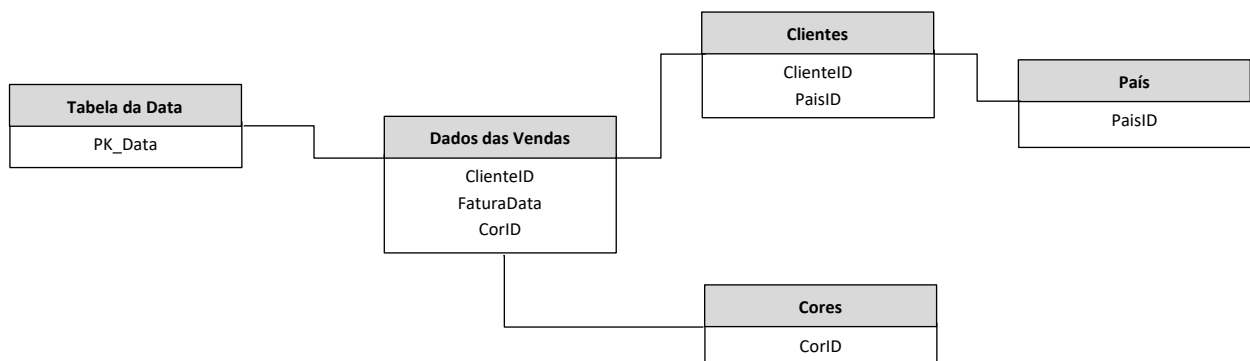 Tabela da Data
PK_Data
Dados das Vendas
ClienteID
FaturaData
CorID
Clientes
ClienteID
PaisID
País
PaisID
Cores
CorID